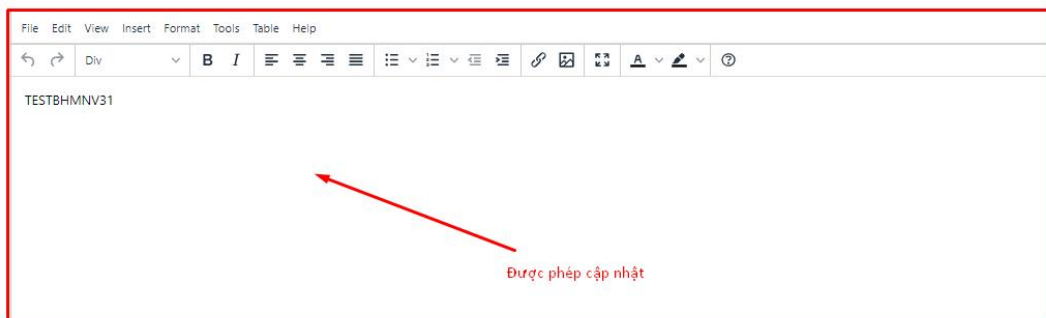 File Edit View Insert Format Tools Table Help
Div B I A
TESTBHMNV31
Được phép cập nhật